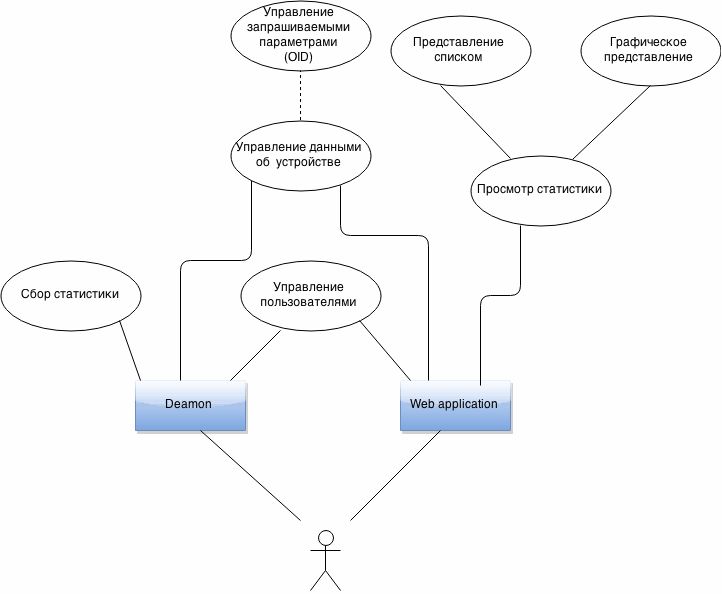 Управление
запрашиваемыми
параметрами
(OID)
Представление
списком
Графическое
представление
Управление данными
об устройстве
Просмотр статистики
Сбор статистики
Управление
пользователями
Deamon
Web application